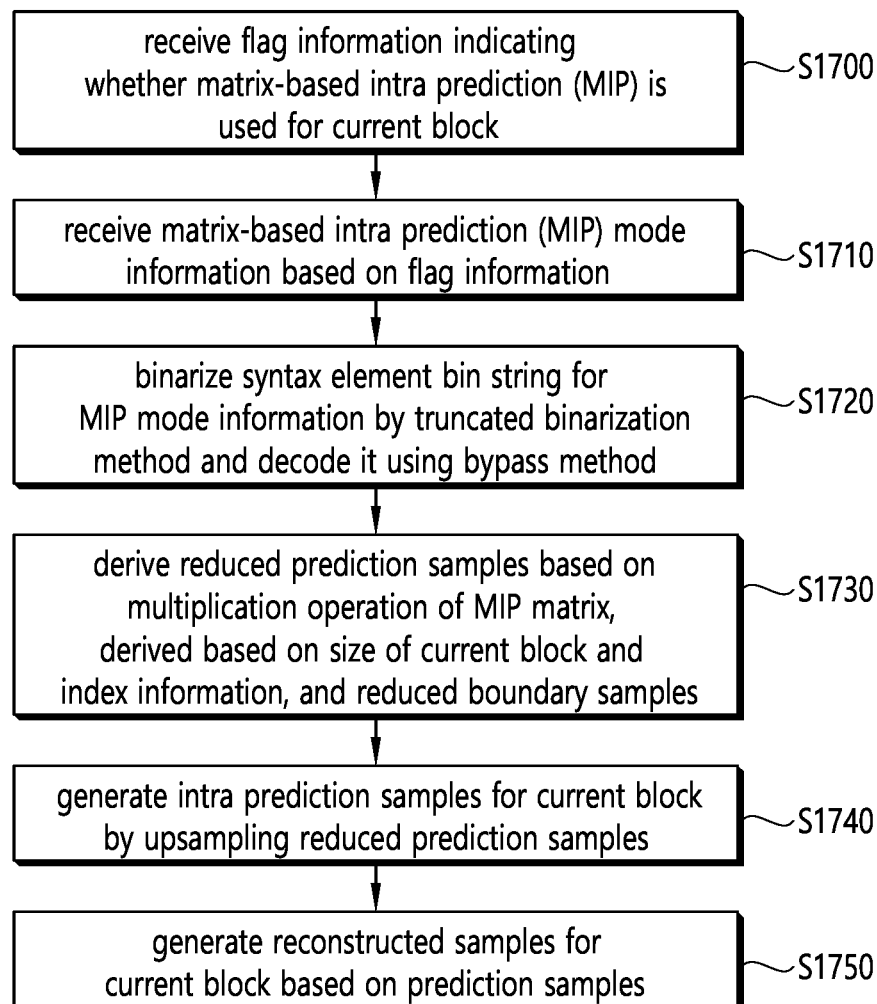 receive flag information indicating
whether matrix-based intra prediction (MIP) is
used for current block
S1700
receive matrix-based intra prediction (MIP) mode
information based on flag information
S1710
binarize syntax element bin string for
MIP mode information by truncated binarization
method and decode it using bypass method
S1720
derive reduced prediction samples based on
multiplication operation of MIP matrix,
derived based on size of current block and
index information, and reduced boundary samples
S1730
generate intra prediction samples for current block
by upsampling reduced prediction samples
S1740
generate reconstructed samples for
current block based on prediction samples
S1750